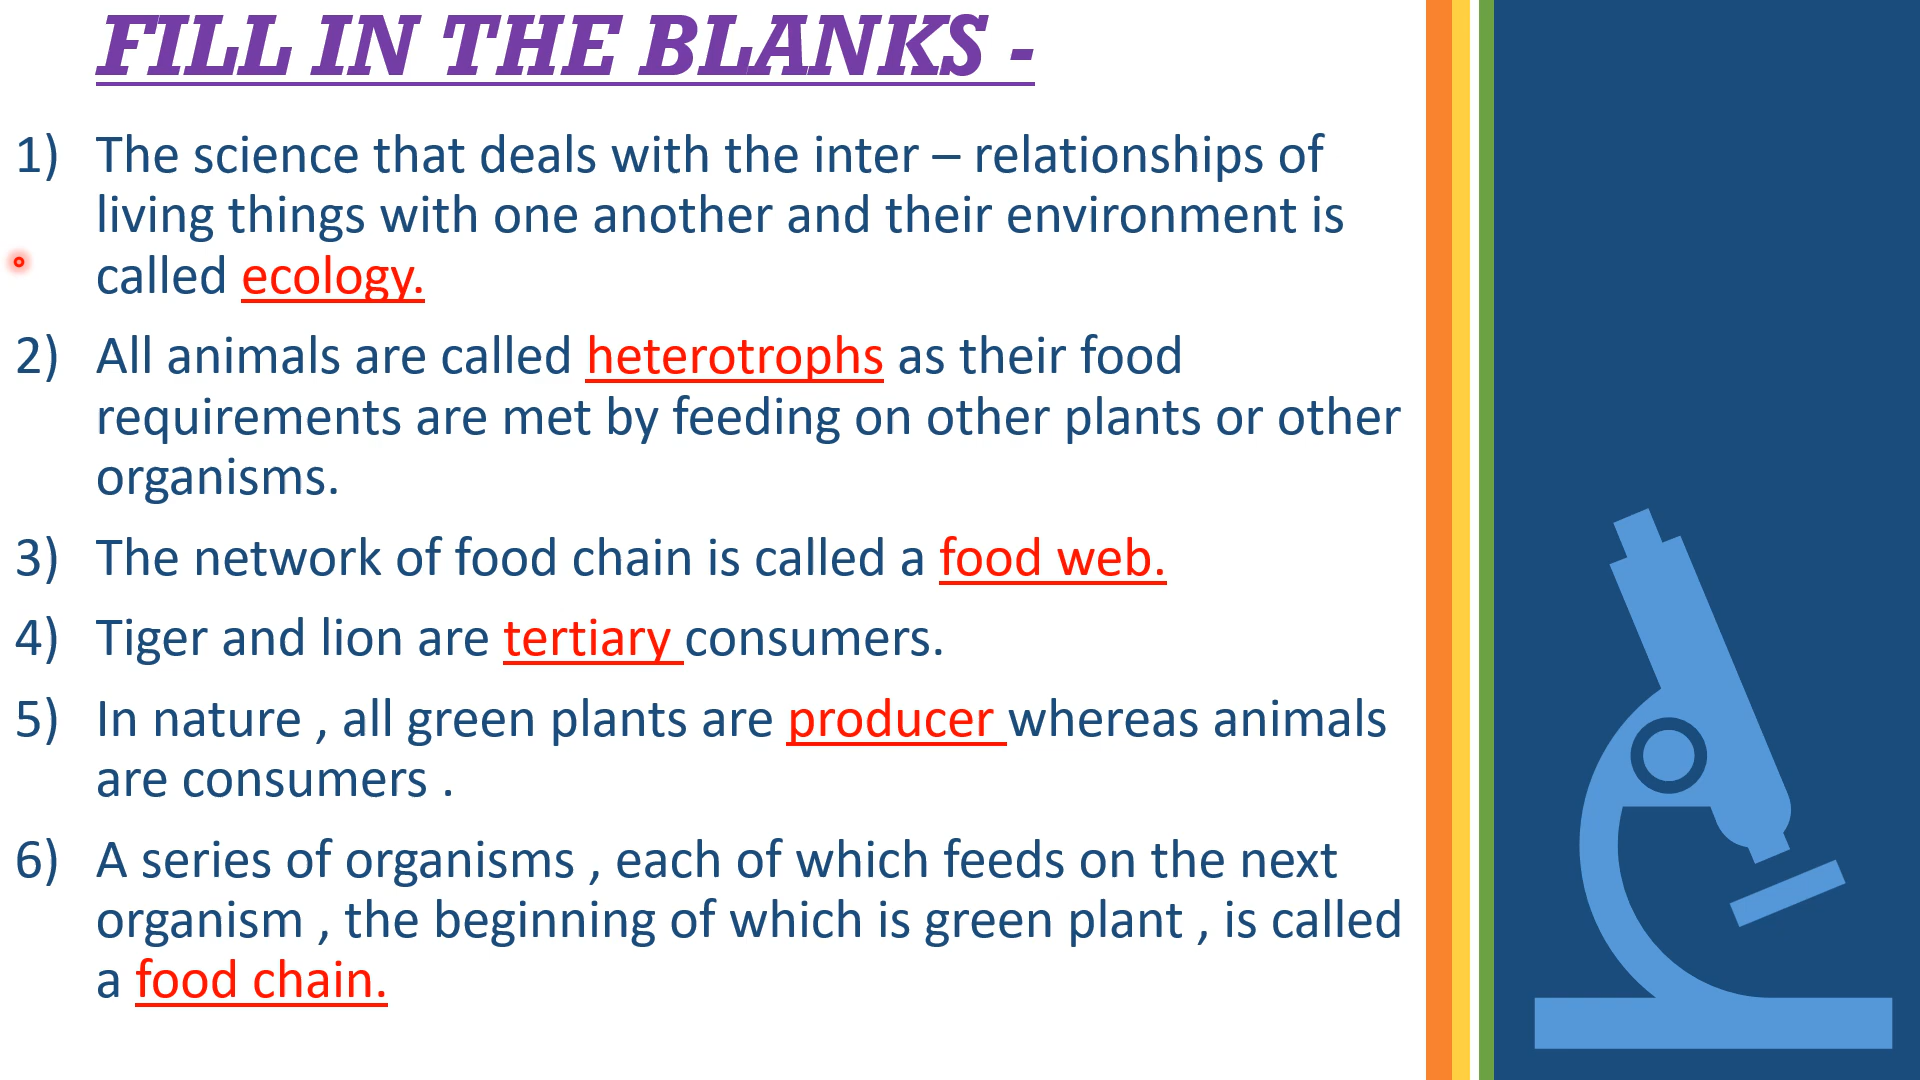 FILL IN THE BLANKS -
1) The science that deals with the inter – relationships of
living things with one another and their environment is
called ecology.
2) All animals are called heterotrophs as their food
requirements are met by feeding on other plants or other
organisms.
3) The network of food chain is called a food web.
4) Tiger and lion are tertiary consumers.
5) In nature , all green plants are producer whereas animals
are consumers .
6) A series of organisms , each of which feeds on the next
organism , the beginning of which is green plant , is called
a food chain.